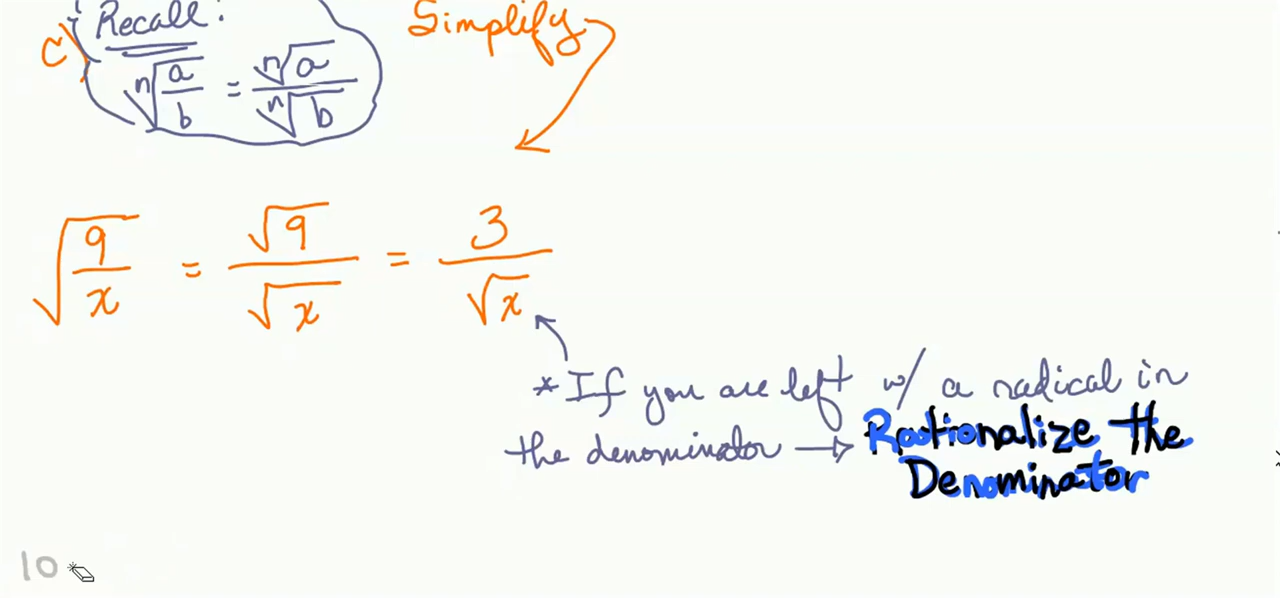 Recall:
Simplify
c)
ⁿ√(a/b) = ⁿ√a / ⁿ√b
√(9/x) = √9 / √x = 3 / √x
* If you are left w/ a radical in
the denominator → Rationalize the
Denominator
10